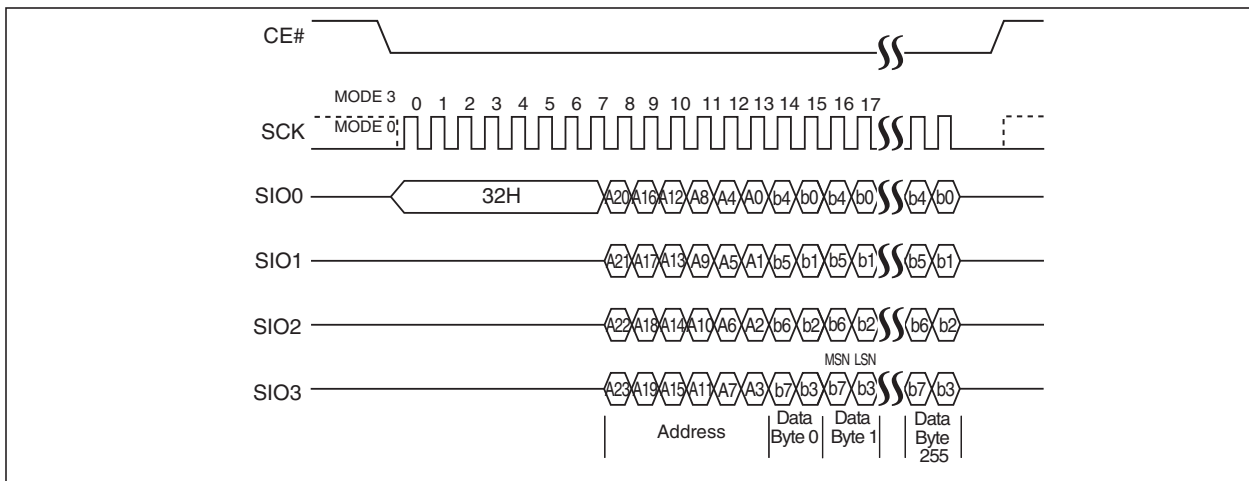 CE#
MODE 3
0 1 2 3 4 5 6 7 8 9 10 11 12 13 14 15 16 17
SCK
MODE 0
SIO0
32H
A20 A16 A12 A8 A4 A0 b4 b0 b4 b0 b4 b0
SIO1
A21 A17 A13 A9 A5 A1 b5 b1 b5 b1 b5 b1
SIO2
A22 A18 A14 A10 A6 A2 b6 b2 b6 b2 b6 b2
MSN LSN
SIO3
A23 A19 A15 A11 A7 A3 b7 b3 b7 b3 b7 b3
Address
Data
Byte 0
Data
Byte 1
Data
Byte
255